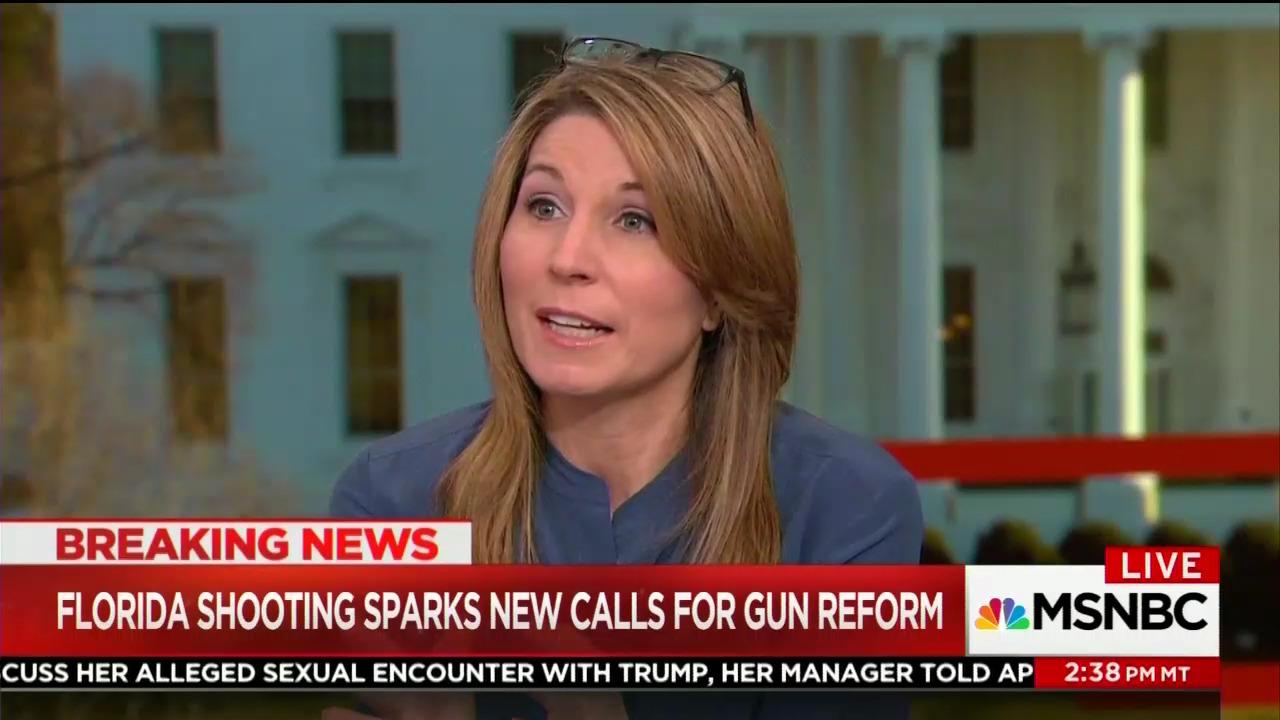 BREAKING NEWS
LIVE
FLORIDA SHOOTING SPARKS NEW CALLS FOR GUN REFORM
MSNBC
CUSS HER ALLEGED SEXUAL ENCOUNTER WITH TRUMP, HER MANAGER TOLD AP
2:38 PM MT